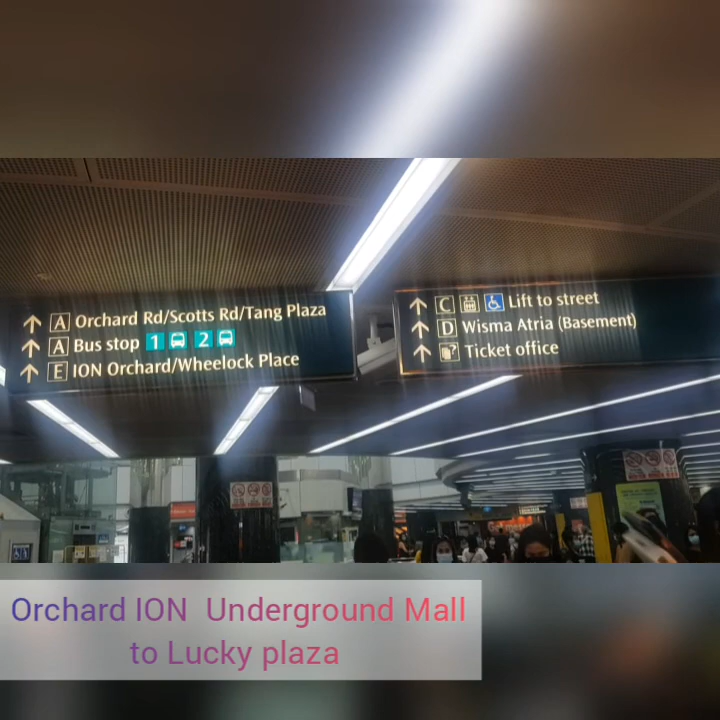 A Orchard Rd/Scotts Rd/Tang Plaza
A Bus stop 1 2
E ION Orchard/Wheelock Place
C Lift to street
D Wisma Atria (Basement)
Ticket office
Orchard ION Underground Mall
to Lucky plaza